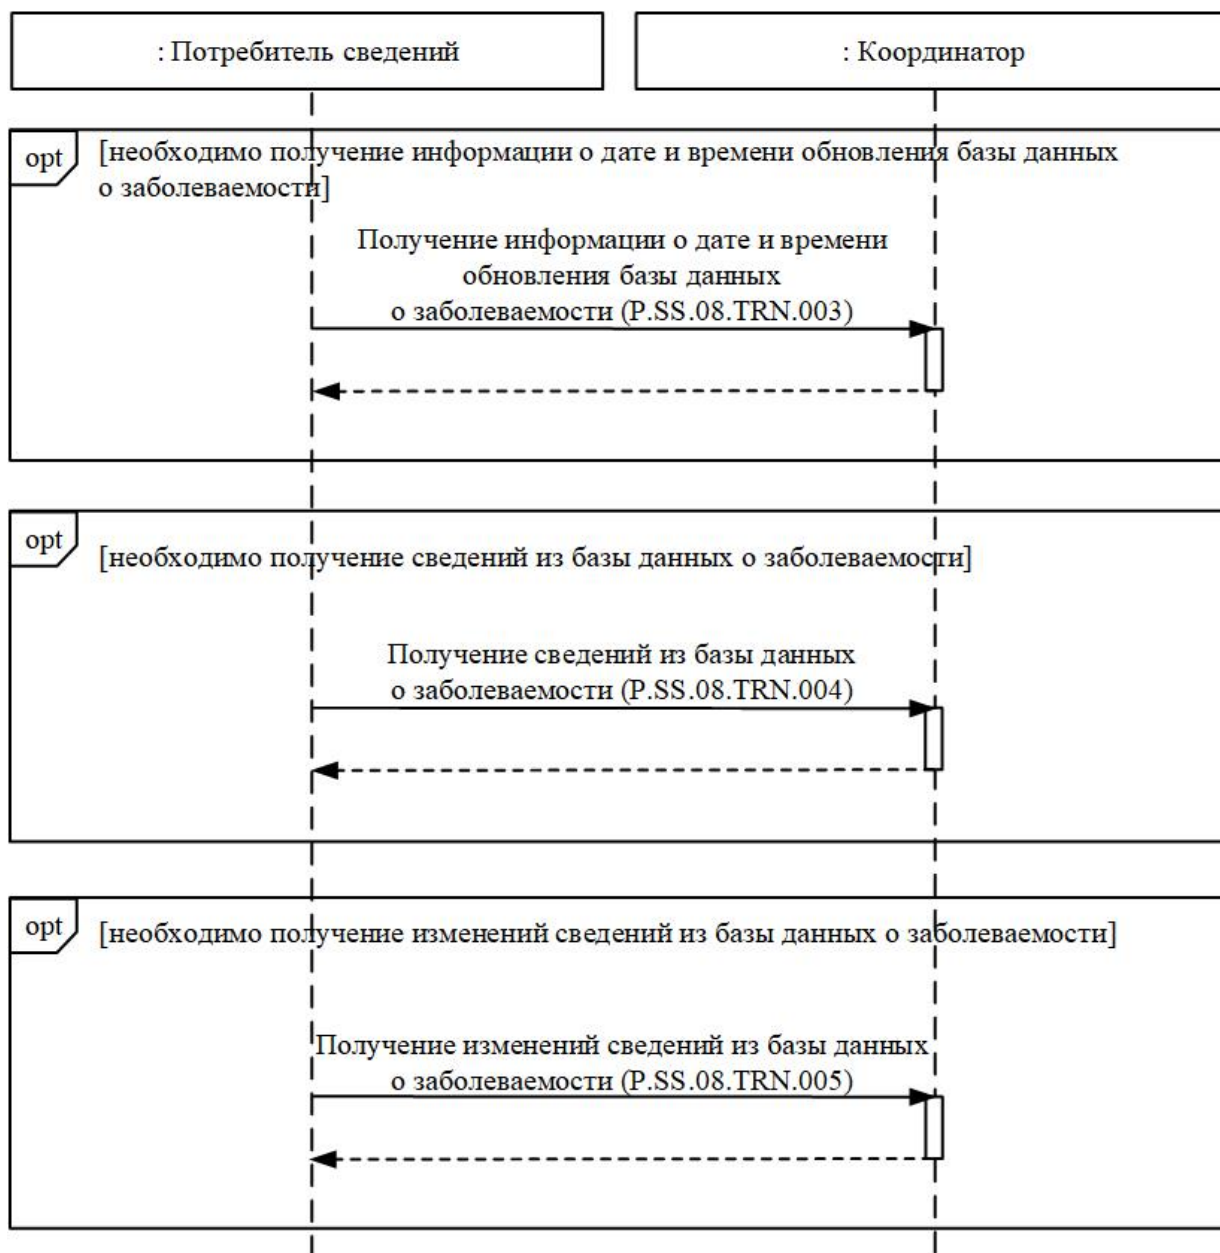 : Потребитель сведений
: Координатор
opt
[необходимо получение информации о дате и времени обновления базы данных
о заболеваемости]
Получение информации о дате и времени
обновления базы данных
о заболеваемости (P.SS.08.TRN.003)
opt
[необходимо получение сведений из базы данных о заболеваемости]
Получение сведений из базы данных
о заболеваемости (P.SS.08.TRN.004)
opt
[необходимо получение изменений сведений из базы данных о заболеваемости]
Получение изменений сведений из базы данных
о заболеваемости (P.SS.08.TRN.005)